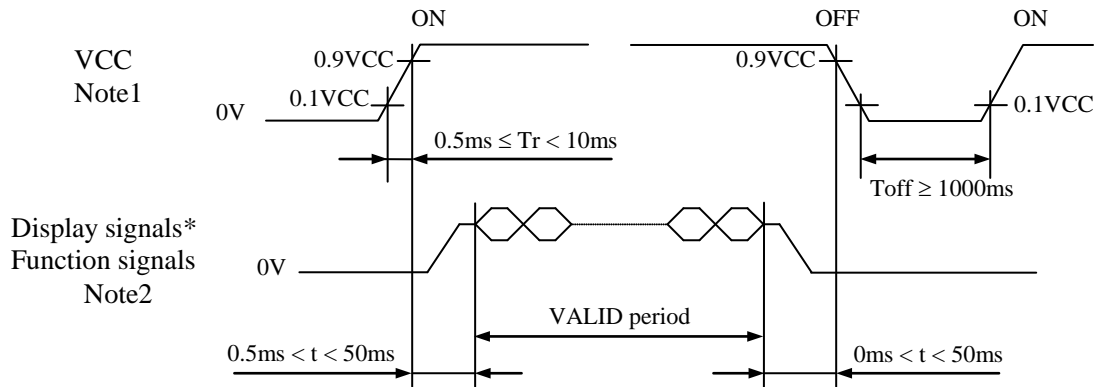 ON
OFF
ON
VCC
Note1
0.9VCC
0.9VCC
0V
0.1VCC
0.1VCC
0.5ms ≤ Tr < 10ms
Toff ≥ 1000ms
Display signals*
Function signals
Note2
0V
VALID period
0.5ms < t < 50ms
0ms < t < 50ms